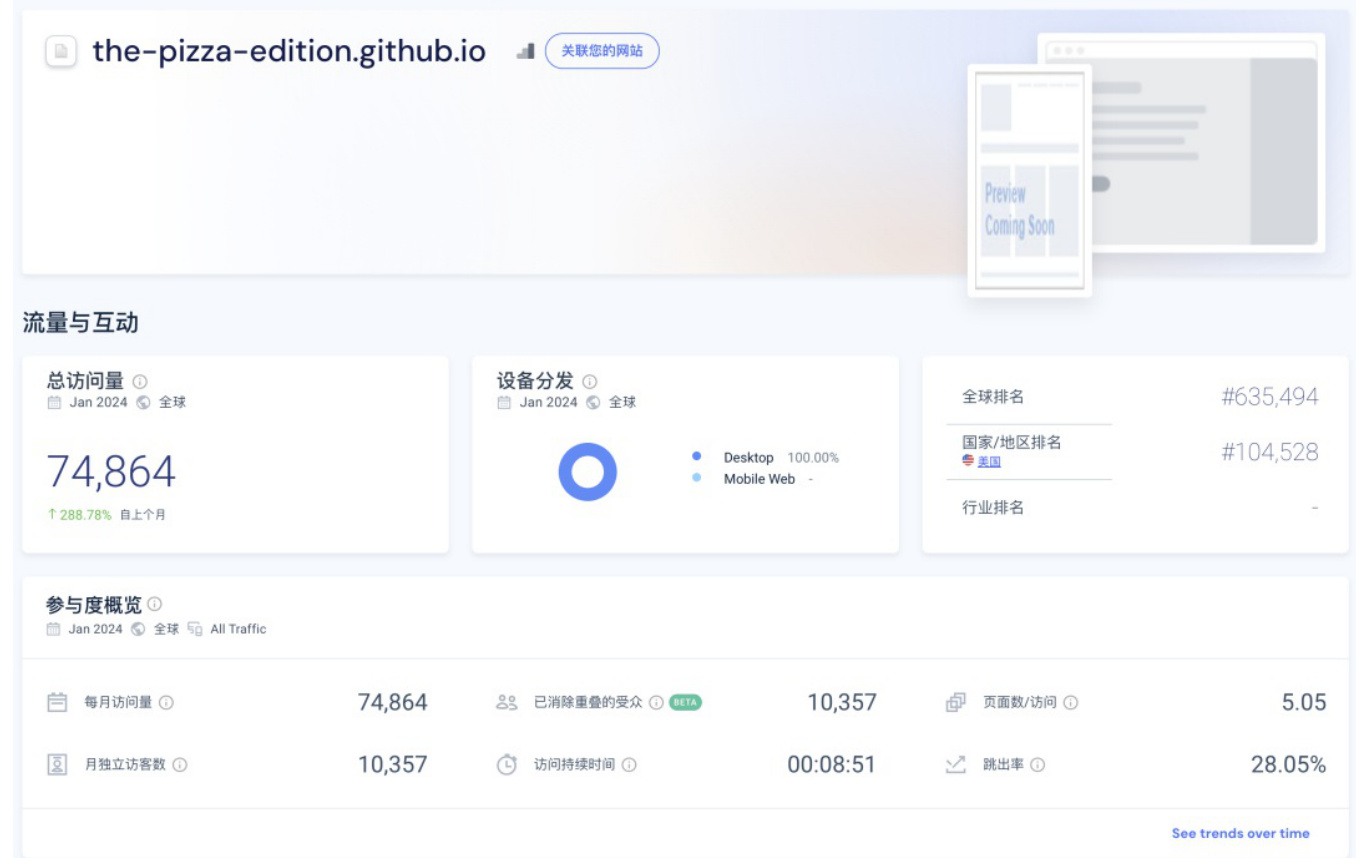 the-pizza-edition.github.io 关联您的网站
Preview
Coming Soon
流量与互动
总访问量
Jan 2024 全球
74,864
↑ 288.78% 自上个月
设备分发
Jan 2024 全球
Desktop 100.00%
Mobile Web -
全球排名 #635,494
国家/地区排名 #104,528
美国
行业排名 -
参与度概览
Jan 2024 全球 All Traffic
每月访问量 74,864 已消除重叠的受众 BETA 10,357 页面数/访问 5.05
月独立访客数 10,357 访问持续时间 00:08:51 跳出率 28.05%
See trends over time